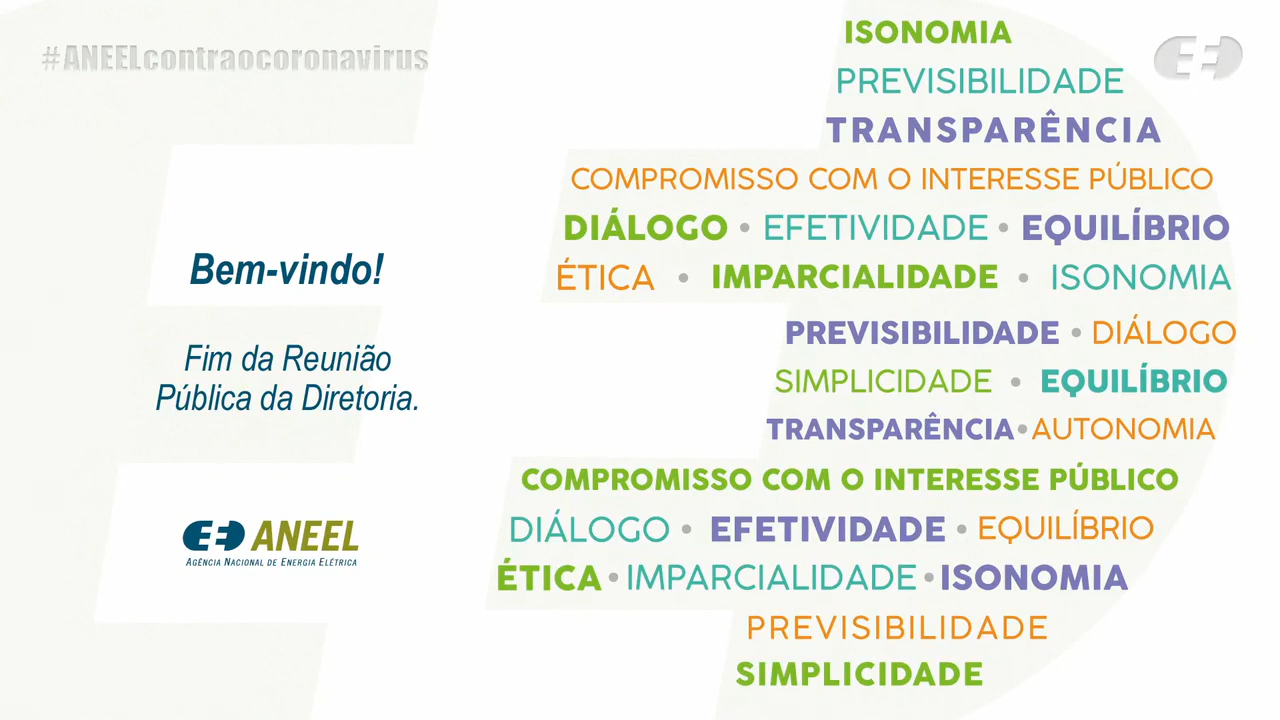 #ANEELcontraocoronavirus
Bem-vindo!
Fim da Reunião
Pública da Diretoria.
ANEEL
AGÊNCIA NACIONAL DE ENERGIA ELÉTRICA
ISONOMIA
PREVISIBILIDADE
TRANSPARÊNCIA
COMPROMISSO COM O INTERESSE PÚBLICO
DIÁLOGO • EFETIVIDADE • EQUILÍBRIO
ÉTICA • IMPARCIALIDADE • ISONOMIA
PREVISIBILIDADE • DIÁLOGO
SIMPLICIDADE • EQUILÍBRIO
TRANSPARÊNCIA • AUTONOMIA
COMPROMISSO COM O INTERESSE PÚBLICO
DIÁLOGO • EFETIVIDADE • EQUILÍBRIO
ÉTICA • IMPARCIALIDADE • ISONOMIA
PREVISIBILIDADE
SIMPLICIDADE